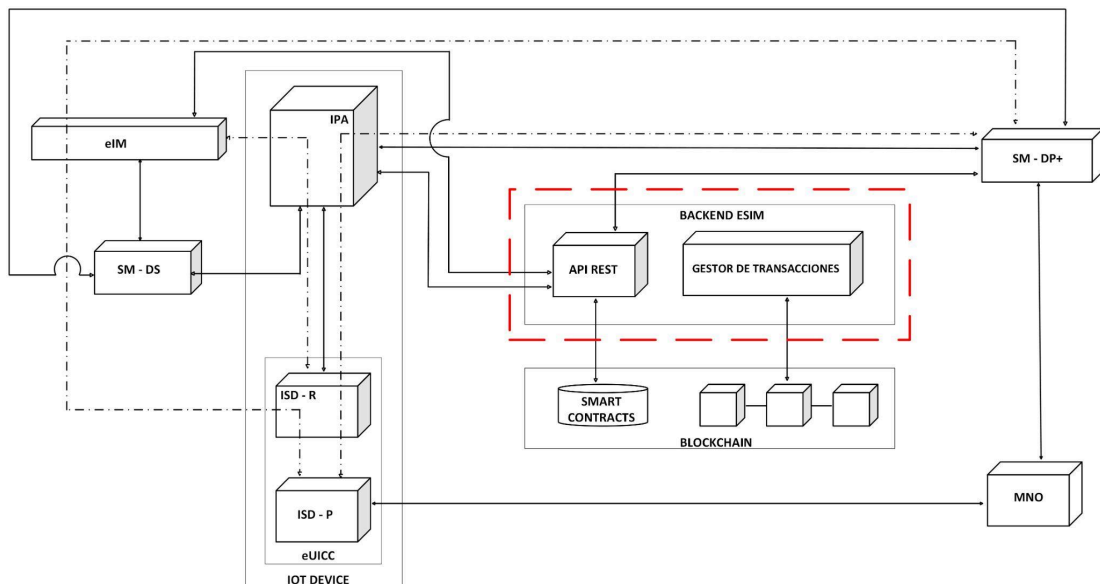 IPA
eIM
SM - DP+
BACKEND ESIM
SM - DS
API REST
GESTOR DE TRANSACCIONES
ISD - R
SMART
CONTRACTS
BLOCKCHAIN
ISD - P
MNO
eUICC
IOT DEVICE